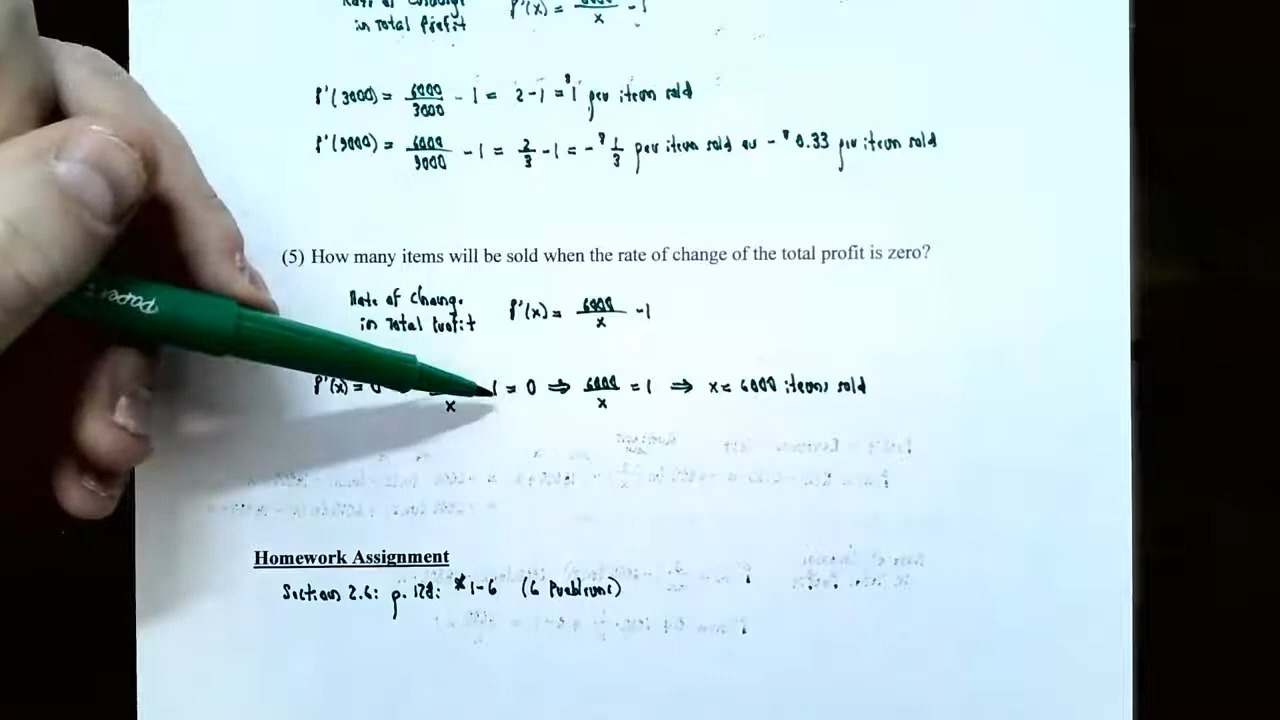 in Total Profit P'(x) = 6000/x - 1
P'(3000) = 6000/3000 - 1 = 2 - 1 = $1 per item sold
P'(9000) = 6000/9000 - 1 = 2/3 - 1 = - $1/3 per item sold or - $0.33 per item sold
(5) How many items will be sold when the rate of change of the total profit is zero?
Rate of change
in Total Profit P'(x) = 6000/x - 1
P'(x) = 0 x 1 = 0 ⇒ 6000/x = 1 ⇒ x = 6000 items sold
Homework Assignment
Section 2.6: p. 128: #1-6 (6 Problems)